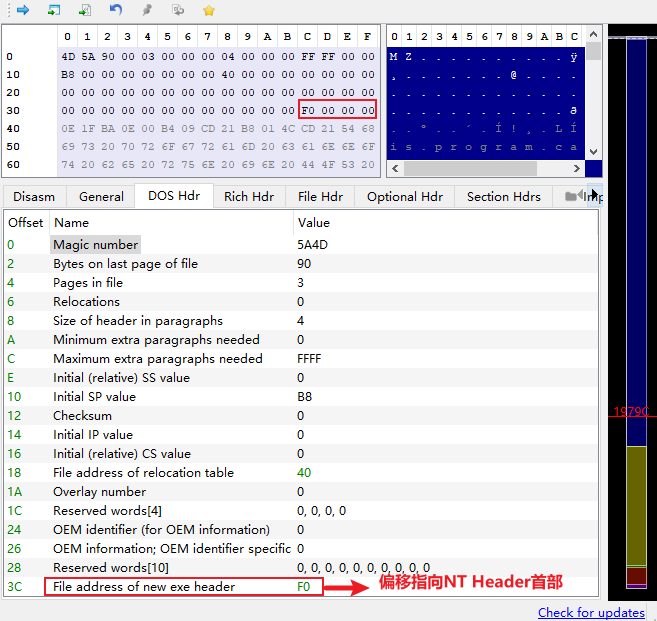 0 1 2 3 4 5 6 7 8 9 A B C D E F
0 4D 5A 90 00 03 00 00 00 04 00 00 00 FF FF 00 00
10 B8 00 00 00 00 00 00 00 40 00 00 00 00 00 00 00
20 00 00 00 00 00 00 00 00 00 00 00 00 00 00 00 00
30 00 00 00 00 00 00 00 00 00 00 00 00 F0 00 00 00
40 0E 1F BA 0E 00 B4 09 CD 21 B8 01 4C CD 21 54 68
50 69 73 20 70 72 6F 67 72 61 6D 20 63 61 6E 6E 6F
60 74 20 62 65 20 72 75 6E 20 69 6E 20 44 4F 53 20
0 1 2 3 4 5 6 7 8 9 A B C
M Z . . . . . . . . . . ÿ
¸ . . . . . . . @ . . . .
. . . . . . . . . . . . .
. . . . . . . . . . . . ð
. . º . . ´ . Í ! ¸ . L Í
i s . p r o g r a m . c a
Disasm General DOS Hdr Rich Hdr File Hdr Optional Hdr Section Hdrs Imp
Offset Name Value
0 Magic number 5A4D
2 Bytes on last page of file 90
4 Pages in file 3
6 Relocations 0
8 Size of header in paragraphs 4
A Minimum extra paragraphs needed 0
C Maximum extra paragraphs needed FFFF
E Initial (relative) SS value 0
10 Initial SP value B8
12 Checksum 0
14 Initial IP value 0
16 Initial (relative) CS value 0
18 File address of relocation table 40
1A Overlay number 0
1C Reserved words[4] 0, 0, 0, 0
24 OEM identifier (for OEM information) 0
26 OEM information; OEM identifier specific 0
28 Reserved words[10] 0, 0, 0, 0, 0, 0, 0, 0, 0, 0
3C File address of new exe header F0
偏移指向NT Header首部
1979C
Check for updates